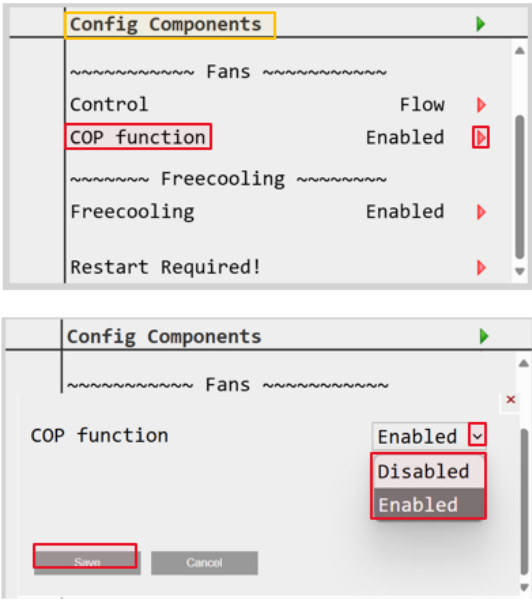 Config Components
~~~~~~~~~~~ Fans ~~~~~~~~~~~
Control Flow
COP function Enabled
~~~~~~~ Freecooling ~~~~~~~~
Freecooling Enabled
Restart Required!
Config Components
~~~~~~~~~~~ Fans ~~~~~~~~~~~
COP function Enabled
Disabled
Enabled
Save Cancel